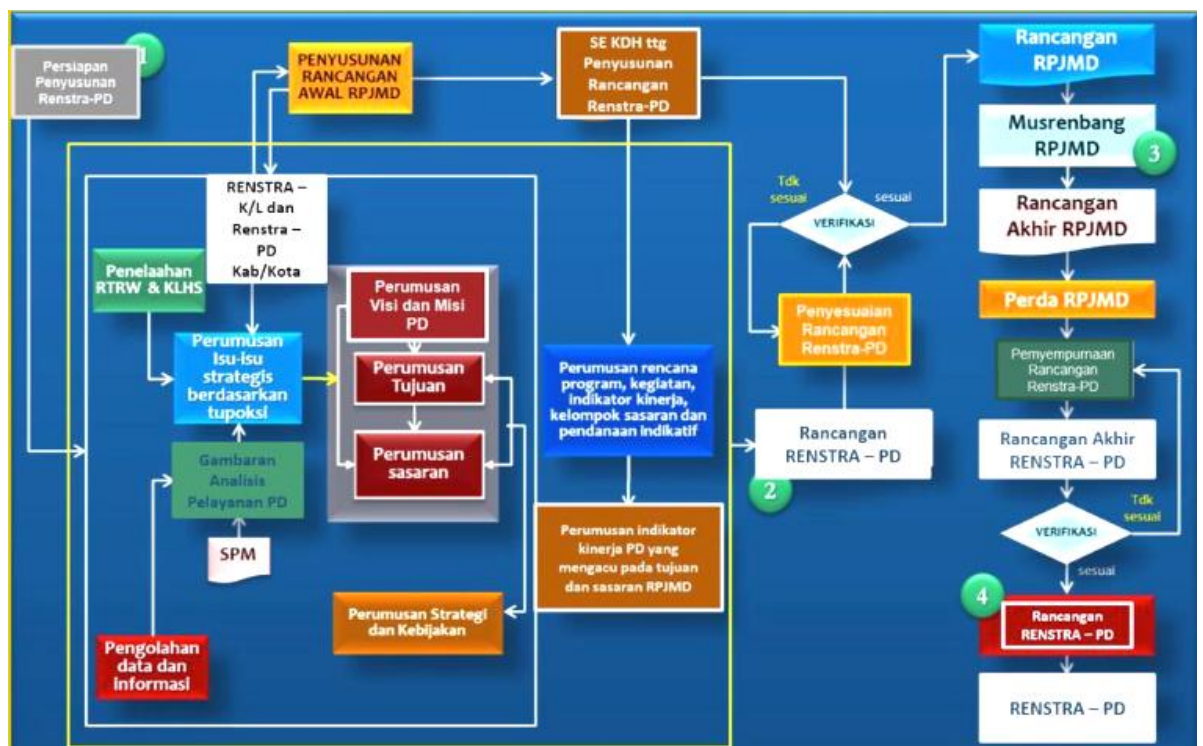 1
Persiapan
Penyusunan
Renstra-PD
PENYUSUNAN
RANCANGAN
AWAL RPJMD
SE KDH ttg
Penyusunan
Rancangan
Renstra-PD
Rancangan
RPJMD
Musrenbang
RPJMD
3
Rancangan
Akhir RPJMD
Perda RPJMD
Pemyempurnaan
Rancangan
Renstra-PD
Rancangan Akhir
RENSTRA – PD
Tdk
sesuai
VERIFIKASI
sesuai
4
Rancangan
RENSTRA – PD
RENSTRA – PD
RENSTRA –
K/L dan
Renstra –
PD
Kab/Kota
Penelaahan
RTRW & KLHS
Perumusan
Isu-isu
strategis
berdasarkan
tupoksi
Gambaran
Analisis
Pelayanan PD
SPM
Pengolahan
data dan
informasi
Perumusan
Visi dan Misi
PD
Perumusan
Tujuan
Perumusan
sasaran
Perumusan Strategi
dan Kebijakan
Perumusan rencana
program, kegiatan,
indikator kinerja,
kelompok sasaran dan
pendanaan indikatif
Perumusan indikator
kinerja PD yang
mengacu pada tujuan
dan sasaran RPJMD
Tdk
sesuai
sesuai
VERIFIKASI
Penyesuaian
Rancangan
Renstra-PD
Rancangan
RENSTRA – PD
2